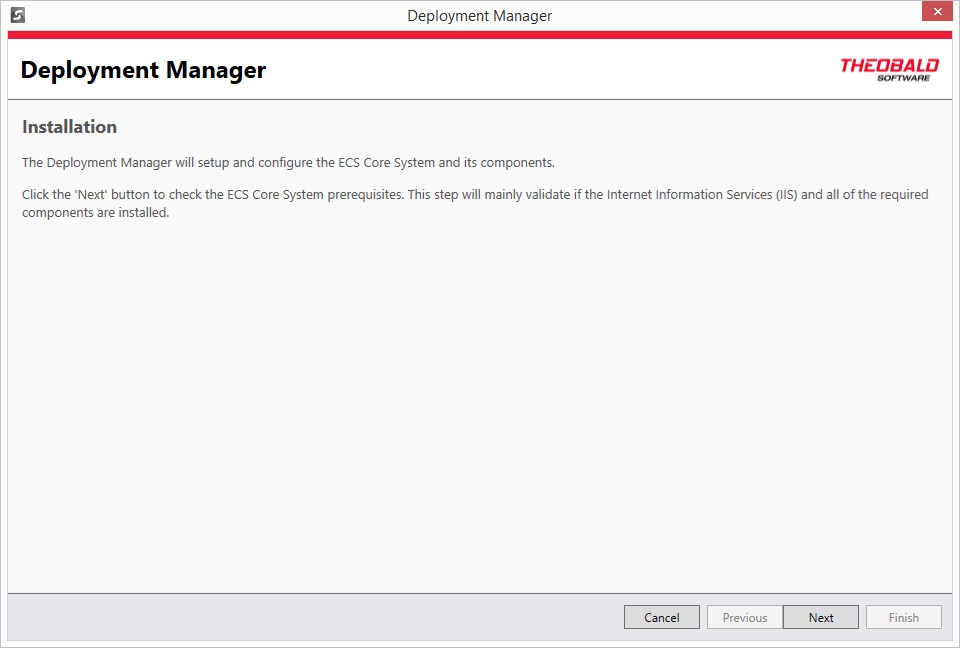 Deployment Manager
Deployment Manager
THEOBALD
SOFTWARE
Installation
The Deployment Manager will setup and configure the ECS Core System and its components.
Click the 'Next' button to check the ECS Core System prerequisites. This step will mainly validate if the Internet Information Services (IIS) and all of the required
components are installed.
Cancel
Previous
Next
Finish